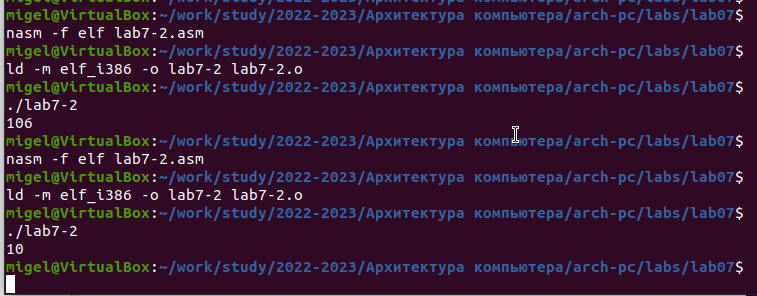 migel@VirtualBox:~/work/study/2022-2023/Архитектура компьютера/arch-pc/labs/lab07$
nasm -f elf lab7-2.asm
migel@VirtualBox:~/work/study/2022-2023/Архитектура компьютера/arch-pc/labs/lab07$
ld -m elf_i386 -o lab7-2 lab7-2.o
migel@VirtualBox:~/work/study/2022-2023/Архитектура компьютера/arch-pc/labs/lab07$
./lab7-2
106
migel@VirtualBox:~/work/study/2022-2023/Архитектура компьютера/arch-pc/labs/lab07$
nasm -f elf lab7-2.asm
migel@VirtualBox:~/work/study/2022-2023/Архитектура компьютера/arch-pc/labs/lab07$
ld -m elf_i386 -o lab7-2 lab7-2.o
migel@VirtualBox:~/work/study/2022-2023/Архитектура компьютера/arch-pc/labs/lab07$
./lab7-2
10
migel@VirtualBox:~/work/study/2022-2023/Архитектура компьютера/arch-pc/labs/lab07$